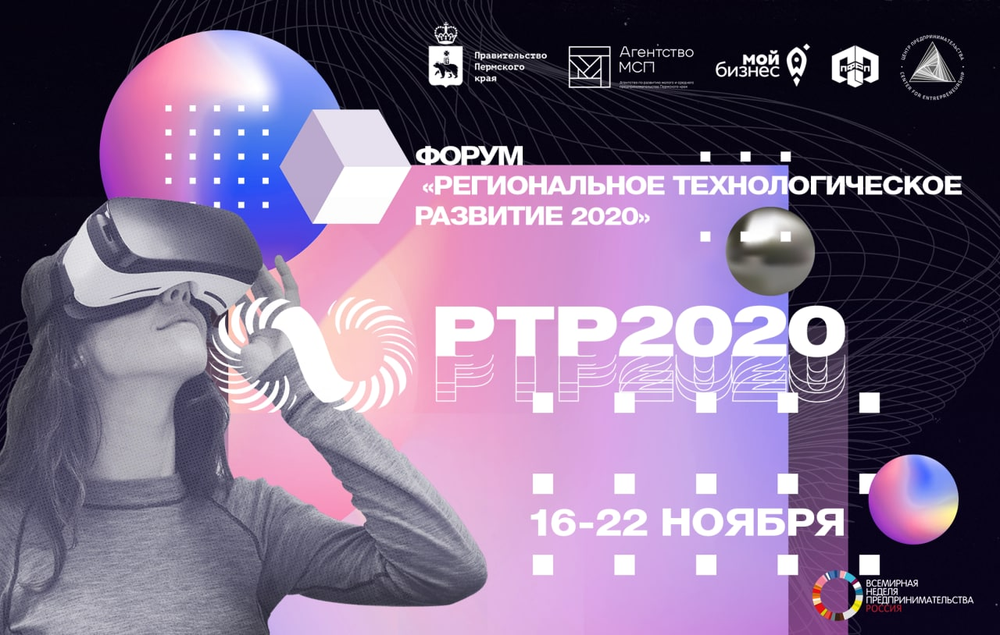 Правительство
Пермского
края
Агентство
МСП
Агентство по развитию малого и среднего
предпринимательства Пермского края
мой
бизнес
ЦЕНТР ПРЕДПРИНИМАТЕЛЬСТВА
CENTER FOR ENTREPRENEURSHIP
ФОРУМ
«РЕГИОНАЛЬНОЕ ТЕХНОЛОГИЧЕСКОЕ
РАЗВИТИЕ 2020»
РТР2020
16-22 НОЯБРЯ
ВСЕМИРНАЯ
НЕДЕЛЯ
ПРЕДПРИНИМАТЕЛЬСТВА
РОССИЯ